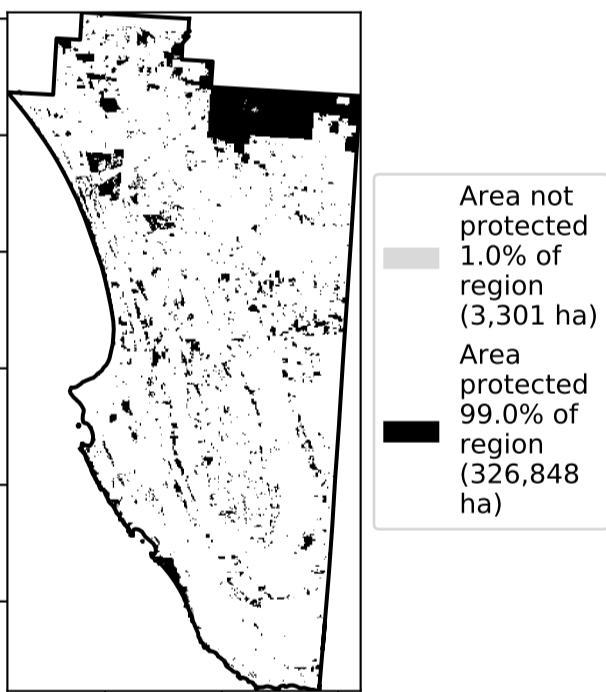 Area not
protected
1.0% of
region
(3,301 ha)
Area
protected
99.0% of
region
(326,848
ha)